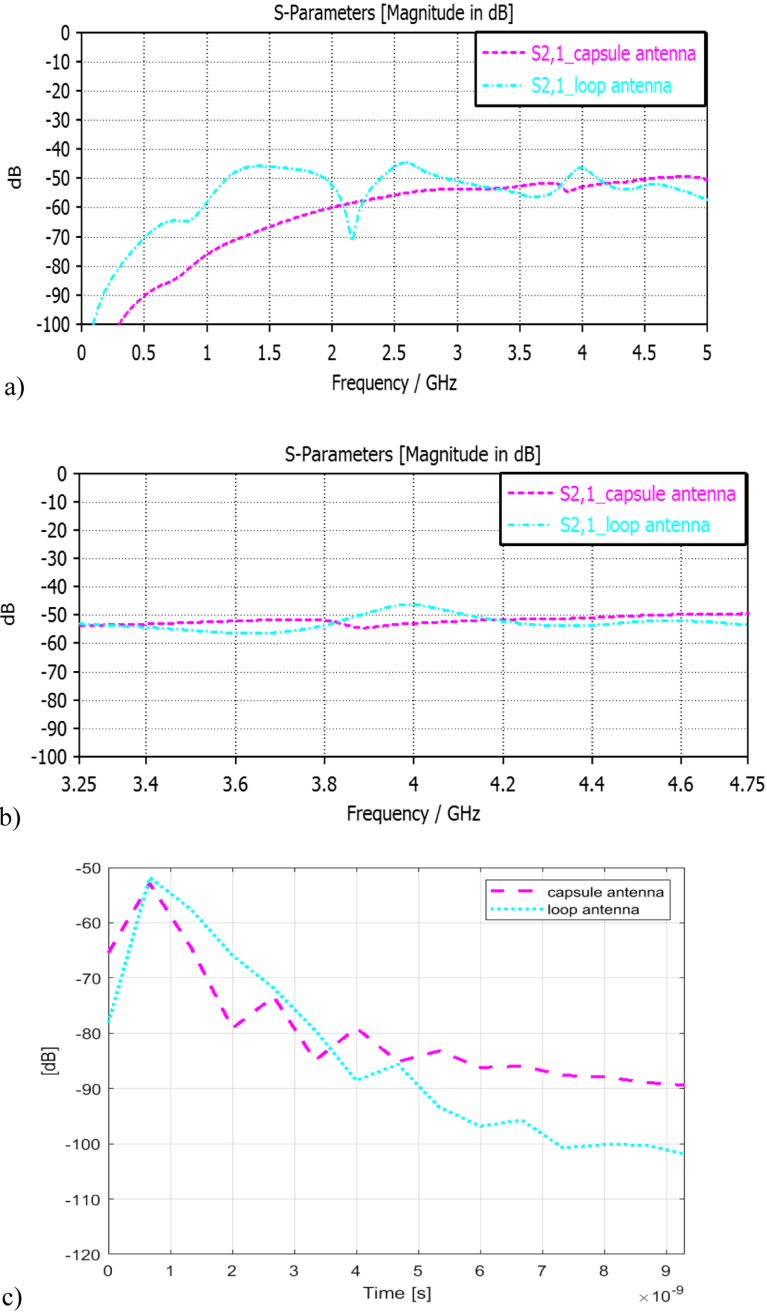 S-Parameters [Magnitude in dB]
S2,1_capsule antenna
S2,1_loop antenna
0
-10
-20
-30
-40
-50
-60
-70
-80
-90
-100
dB
0 0.5 1 1.5 2 2.5 3 3.5 4 4.5 5
Frequency / GHz
a)
S-Parameters [Magnitude in dB]
S2,1_capsule antenna
S2,1_loop antenna
0
-10
-20
-30
-40
-50
-60
-70
-80
-90
-100
dB
3.25 3.4 3.6 3.8 4 4.2 4.4 4.6 4.75
Frequency / GHz
b)
capsule antenna
loop antenna
-50
-60
-70
-80
-90
-100
-110
-120
[dB]
0 1 2 3 4 5 6 7 8 9
Time [s]
×10⁻⁹
c)